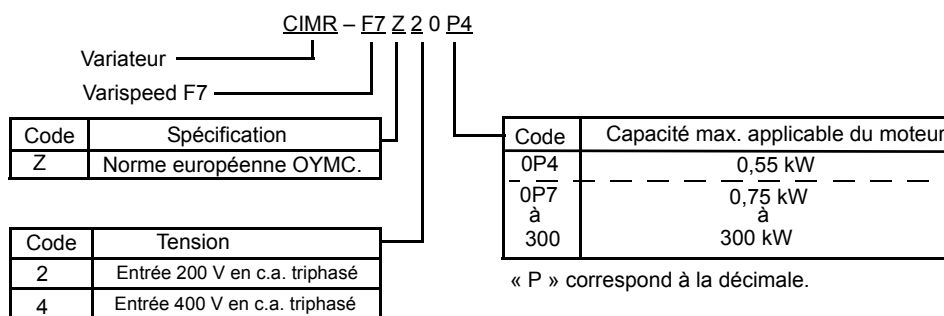 CIMR – F7 Z 2 0 P4
Variateur
Varispeed F7
Code Spécification
Z Norme européenne OYMC.
Code Tension
2 Entrée 200 V en c.a. triphasé
4 Entrée 400 V en c.a. triphasé
Code Capacité max. applicable du moteur
0P4 0,55 kW
0P7 0,75 kW
à à
300 300 kW
« P » correspond à la décimale.